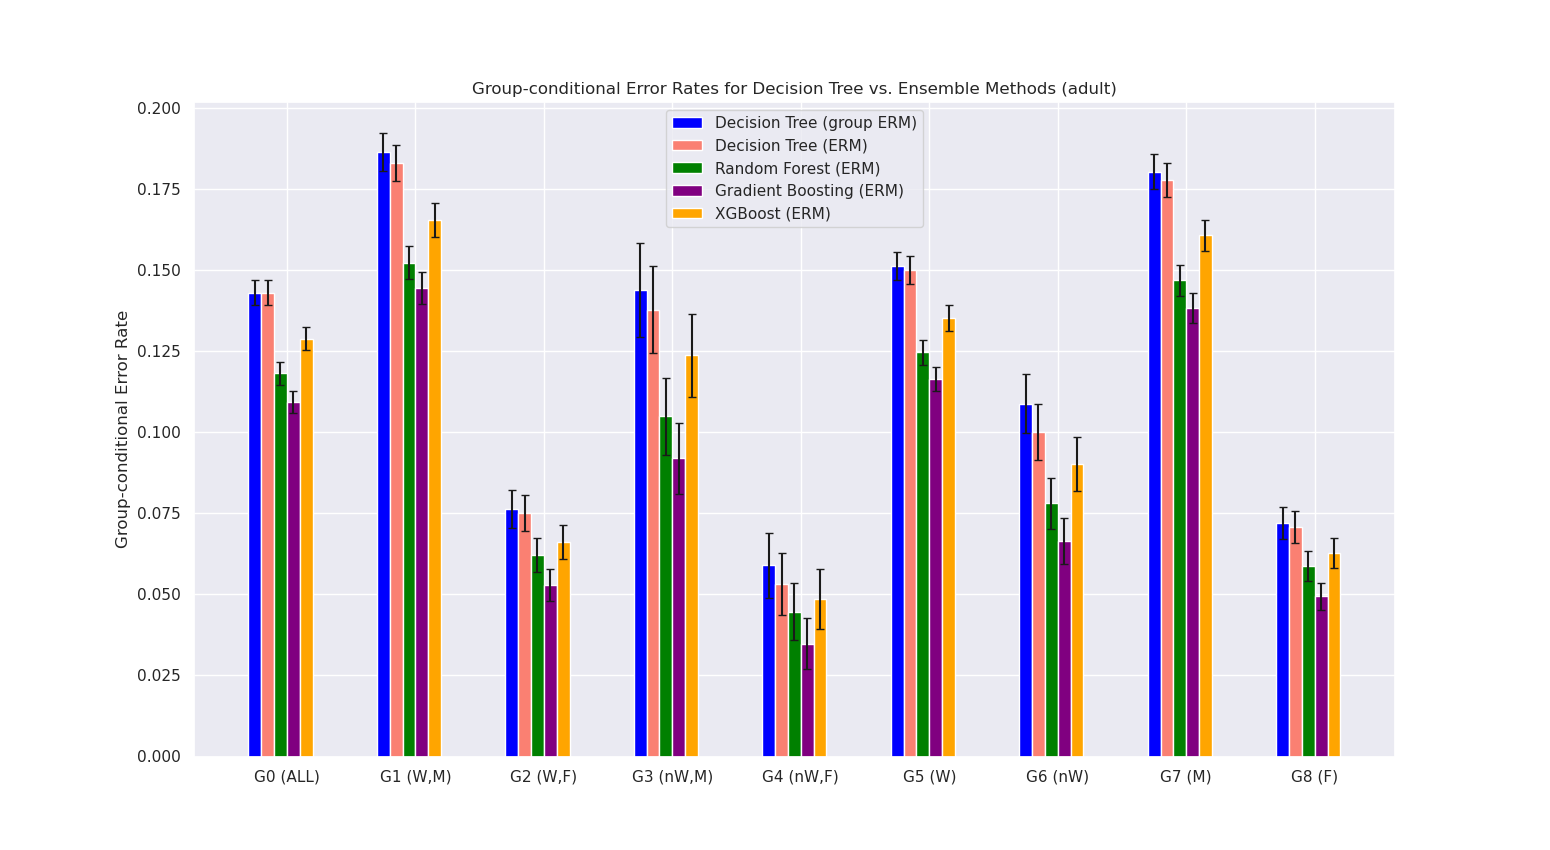 Group-conditional Error Rates for Decision Tree vs. Ensemble Methods (adult)
Decision Tree (group ERM)
Decision Tree (ERM)
Random Forest (ERM)
Gradient Boosting (ERM)
XGBoost (ERM)
Group-conditional Error Rate
0.200
0.175
0.150
0.125
0.100
0.075
0.050
0.025
0.000
G0 (ALL) G1 (W,M) G2 (W,F) G3 (nW,M) G4 (nW,F) G5 (W) G6 (nW) G7 (M) G8 (F)